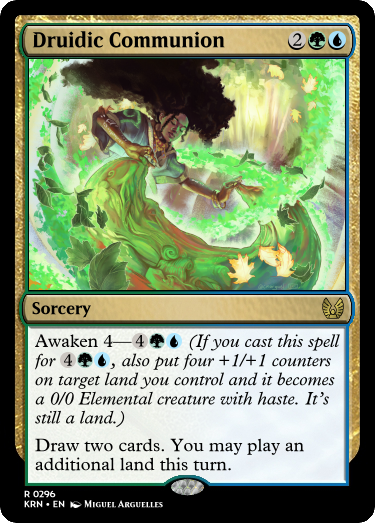 Druidic Communion 2
Sorcery
Awaken 4—4 (If you cast this spell
for 4, also put four +1/+1 counters
on target land you control and it becomes
a 0/0 Elemental creature with haste. It's
still a land.)
Draw two cards. You may play an
additional land this turn.
R 0296
KRN • EN Miguel Arguelles